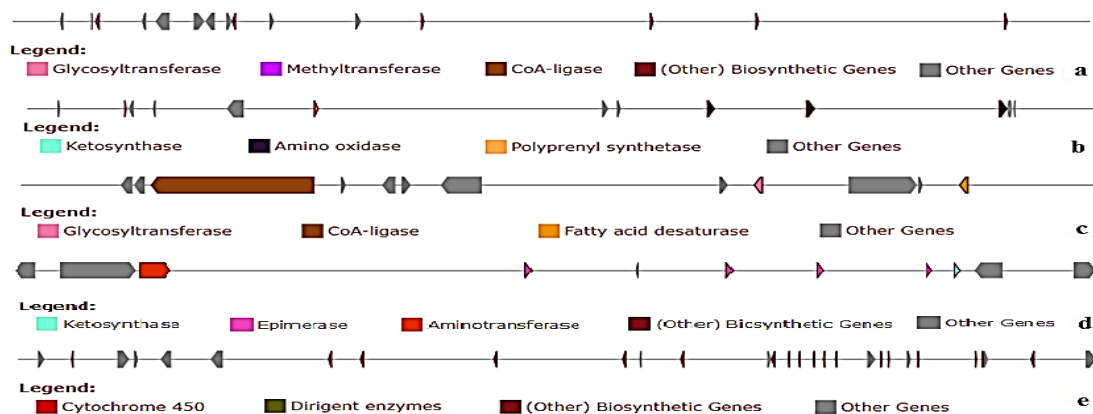 Legend:
Glycosyltransferase Methyltransferase CoA-ligase (Other) Biosynthetic Genes Other Genes a
Legend:
Ketosynthase Amino oxidase Polyprenyl synthetase Other Genes b
Legend:
Glycosyltransferase CoA-ligase Fatty acid desaturase Other Genes c
Legend:
Ketosynthase Epimerase Aminotransferase (Other) Biosynthetic Genes Other Genes d
Legend:
Cytochrome 450 Dirigent enzymes (Other) Biosynthetic Genes Other Genes e